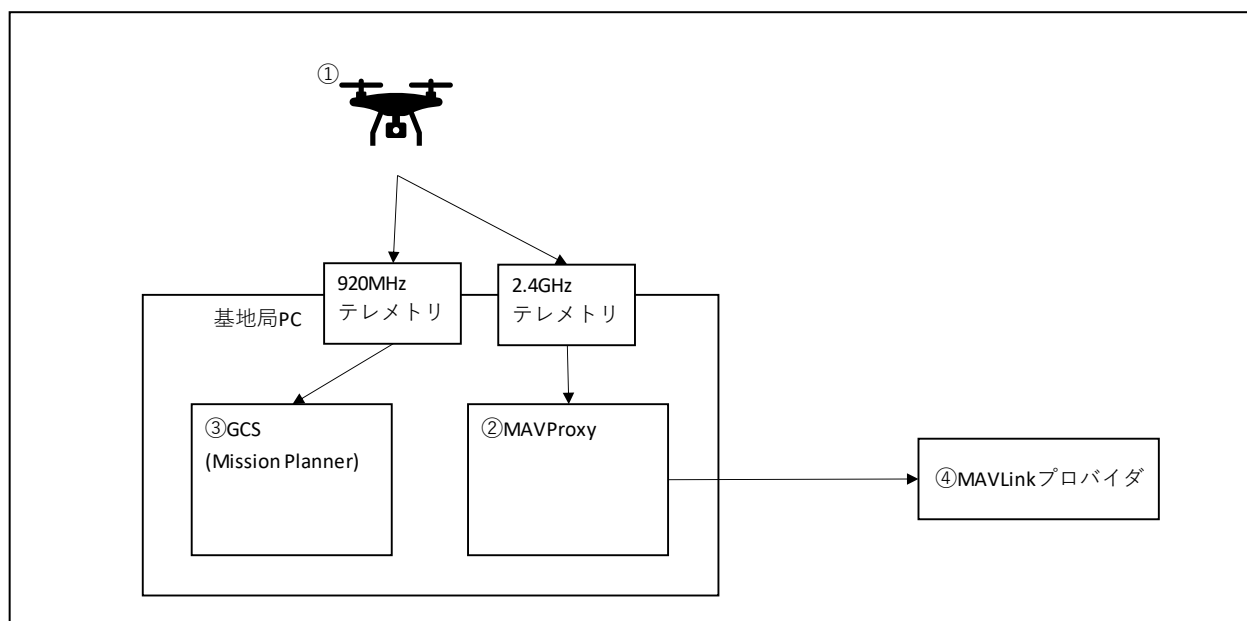 ①
920MHz
テレメトリ
2.4GHz
テレメトリ
基地局PC
③GCS
(Mission Planner)
②MAVProxy
④MAVLinkプロバイダ